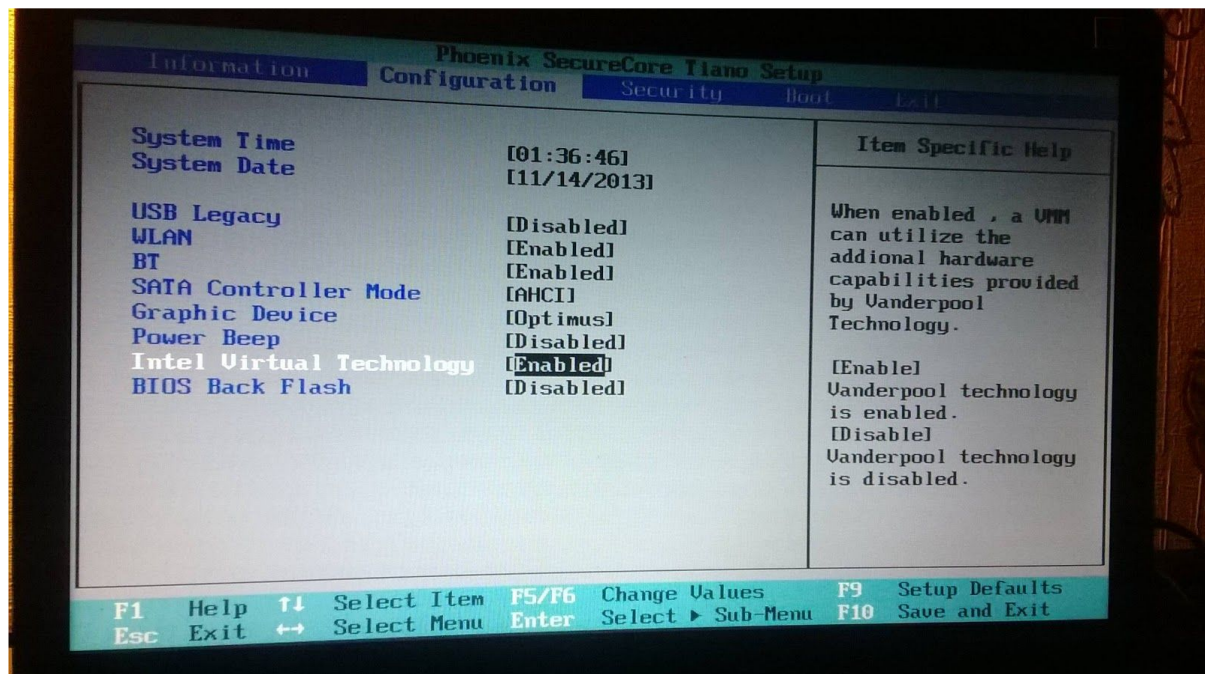 Phoenix SecureCore Tiano Setup
Information Configuration Security Boot Exit
System Time [01:36:46]
System Date [11/14/2013]
USB Legacy [Disabled]
WLAN [Enabled]
BT [Enabled]
SATA Controller Mode [AHCI]
Graphic Device [Optimus]
Power Beep [Disabled]
Intel Virtual Technology [Enabled]
BIOS Back Flash [Disabled]
Item Specific Help
When enabled , a VMM
can utilize the
addional hardware
capabilities provided
by Vanderpool
Technology.
[Enable]
Vanderpool technology
is enabled.
[Disable]
Vanderpool technology
is disabled.
F1 Help ↑↓ Select Item F5/F6 Change Values F9 Setup Defaults
Esc Exit ←→ Select Menu Enter Select ▶ Sub-Menu F10 Save and Exit